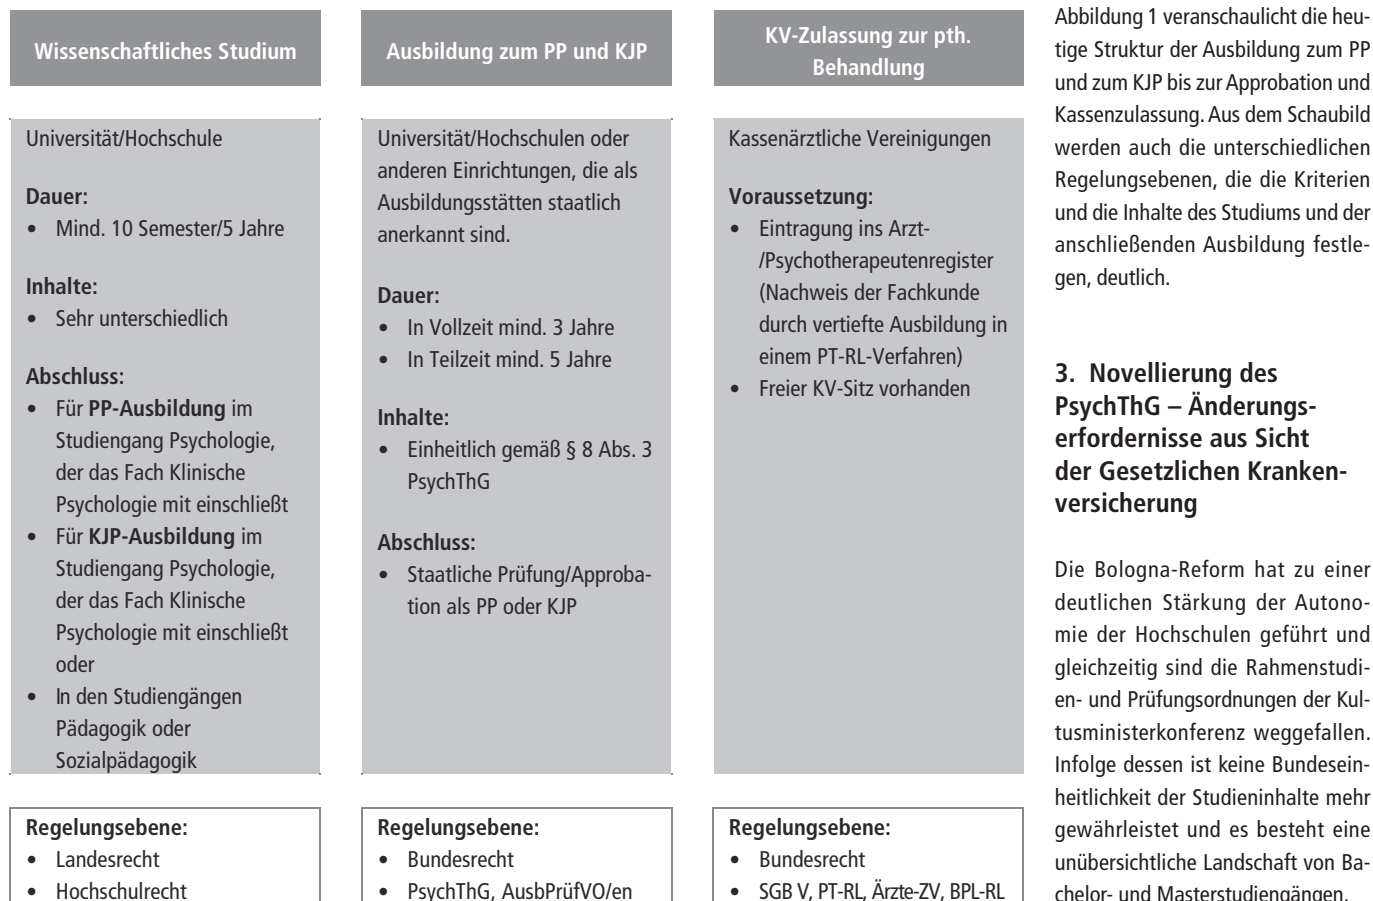 Wissenschaftliches Studium
Universität/Hochschule
Dauer:
• Mind. 10 Semester/5 Jahre
Inhalte:
• Sehr unterschiedlich
Abschluss:
• Für PP-Ausbildung im
Studiengang Psychologie,
der das Fach Klinische
Psychologie mit einschließt
• Für KJP-Ausbildung im
Studiengang Psychologie,
der das Fach Klinische
Psychologie mit einschließt
oder
• In den Studiengängen
Pädagogik oder
Sozialpädagogik
Regelungsebene:
• Landesrecht
• Hochschulrecht
Ausbildung zum PP und KJP
Universität/Hochschulen oder
anderen Einrichtungen, die als
Ausbildungsstätten staatlich
anerkannt sind.
Dauer:
• In Vollzeit mind. 3 Jahre
• In Teilzeit mind. 5 Jahre
Inhalte:
• Einheitlich gemäß § 8 Abs. 3
PsychThG
Abschluss:
• Staatliche Prüfung/Approba-
tion als PP oder KJP
Regelungsebene:
• Bundesrecht
• PsychThG, AusbPrüfVO/en
KV-Zulassung zur pth.
Behandlung
Kassenärztliche Vereinigungen
Voraussetzung:
• Eintragung ins Arzt-
/Psychotherapeutenregister
(Nachweis der Fachkunde
durch vertiefte Ausbildung in
einem PT-RL-Verfahren)
• Freier KV-Sitz vorhanden
Regelungsebene:
• Bundesrecht
• SGB V, PT-RL, Ärzte-ZV, BPL-RL
Abbildung 1 veranschaulicht die heu-
tige Struktur der Ausbildung zum PP
und zum KJP bis zur Approbation und
Kassenzulassung. Aus dem Schaubild
werden auch die unterschiedlichen
Regelungsebenen, die die Kriterien
und die Inhalte des Studiums und der
anschließenden Ausbildung festle-
gen, deutlich.
3. Novellierung des
PsychThG – Änderungs-
erfordernisse aus Sicht
der Gesetzlichen Kranken-
versicherung
Die Bologna-Reform hat zu einer
deutlichen Stärkung der Autono-
mie der Hochschulen geführt und
gleichzeitig sind die Rahmenstudi-
en- und Prüfungsordnungen der Kul-
tusministerkonferenz weggefallen.
Infolge dessen ist keine Bundesein-
heitlichkeit der Studieninhalte mehr
gewährleistet und es besteht eine
unübersichtliche Landschaft von Ba-
chelor- und Masterstudiengängen.